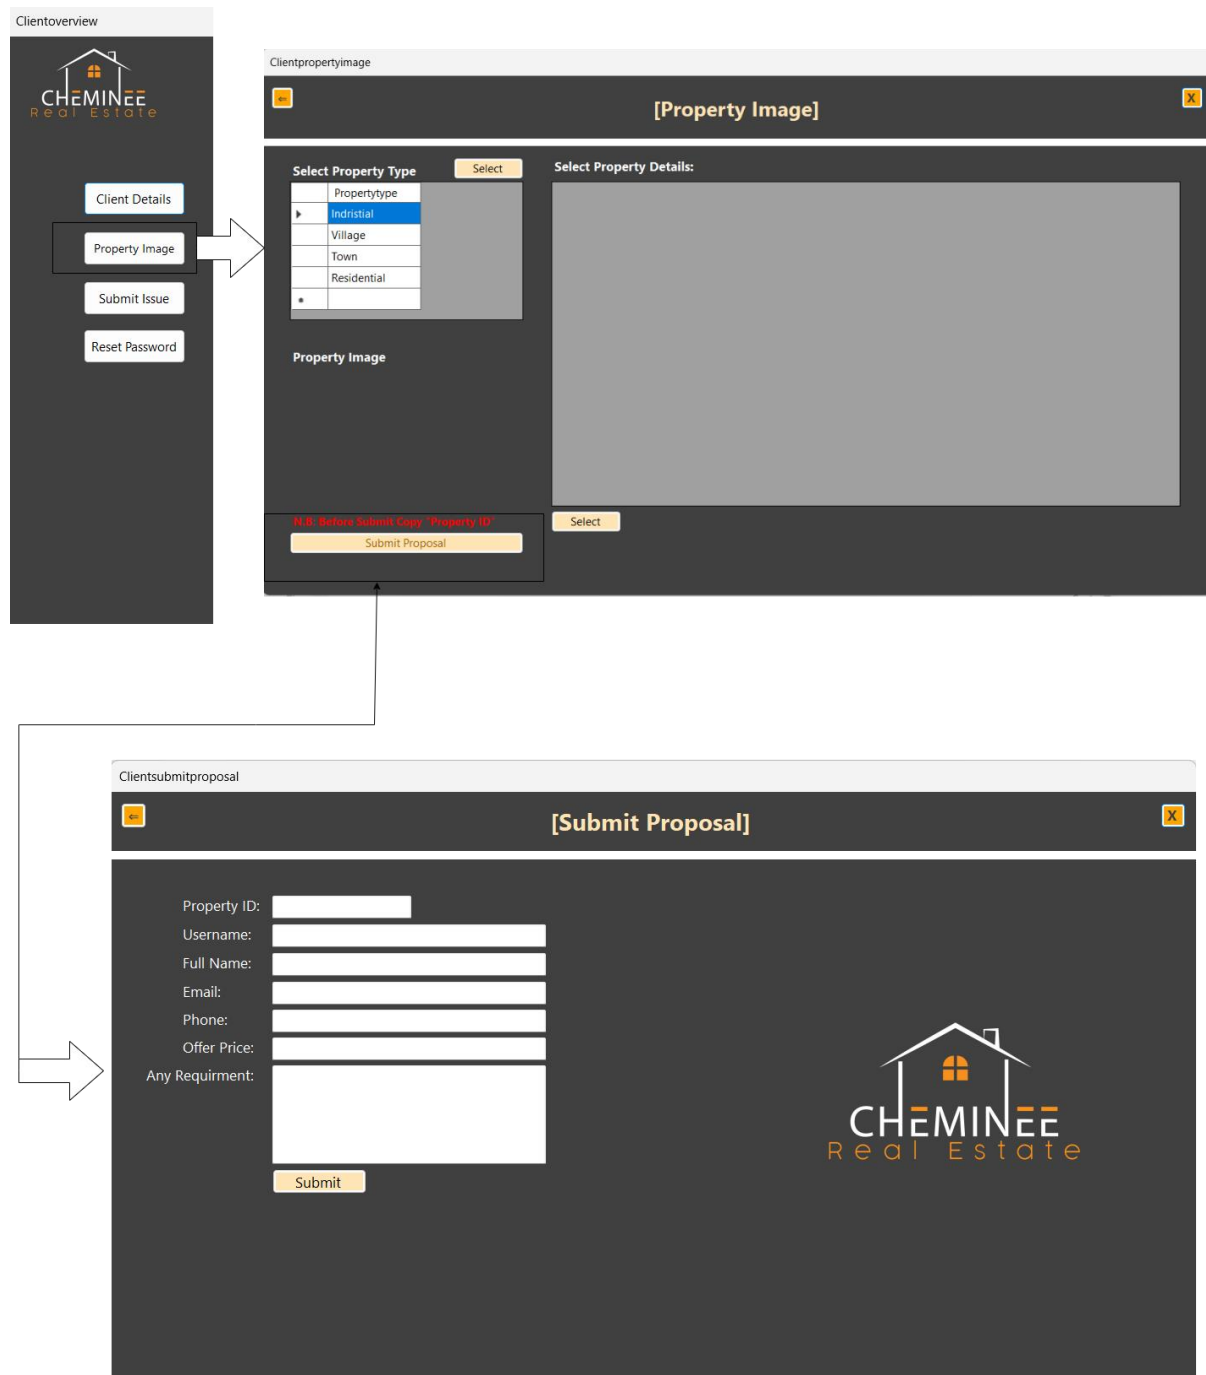 Clientoverview
CHEMINEE
Real Estate
Client Details
Property Image
Submit Issue
Reset Password
Clientpropertyimage
⇐
[Property Image]
X
Select Property Type
Select
Propertytype
Indristial
Village
Town
Residential
Property Image
N.B: Before Submit Copy "Property ID"
Submit Proposal
Select Property Details:
Select
Clientsubmitproposal
⇐
[Submit Proposal]
X
Property ID:
Username:
Full Name:
Email:
Phone:
Offer Price:
Any Requirment:
Submit
CHEMINEE
Real Estate